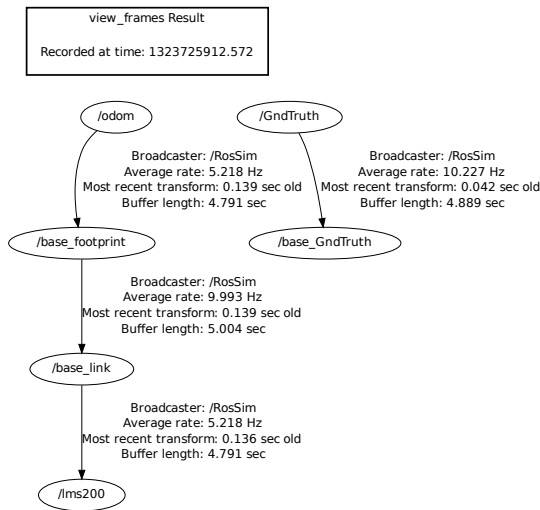 view_frames Result
Recorded at time: 1323725912.572
/odom
/GndTruth
Broadcaster: /RosSim
Average rate: 5.218 Hz
Most recent transform: 0.139 sec old
Buffer length: 4.791 sec
Broadcaster: /RosSim
Average rate: 10.227 Hz
Most recent transform: 0.042 sec old
Buffer length: 4.889 sec
/base_footprint
/base_GndTruth
Broadcaster: /RosSim
Average rate: 9.993 Hz
Most recent transform: 0.139 sec old
Buffer length: 5.004 sec
/base_link
Broadcaster: /RosSim
Average rate: 5.218 Hz
Most recent transform: 0.136 sec old
Buffer length: 4.791 sec
/lms200